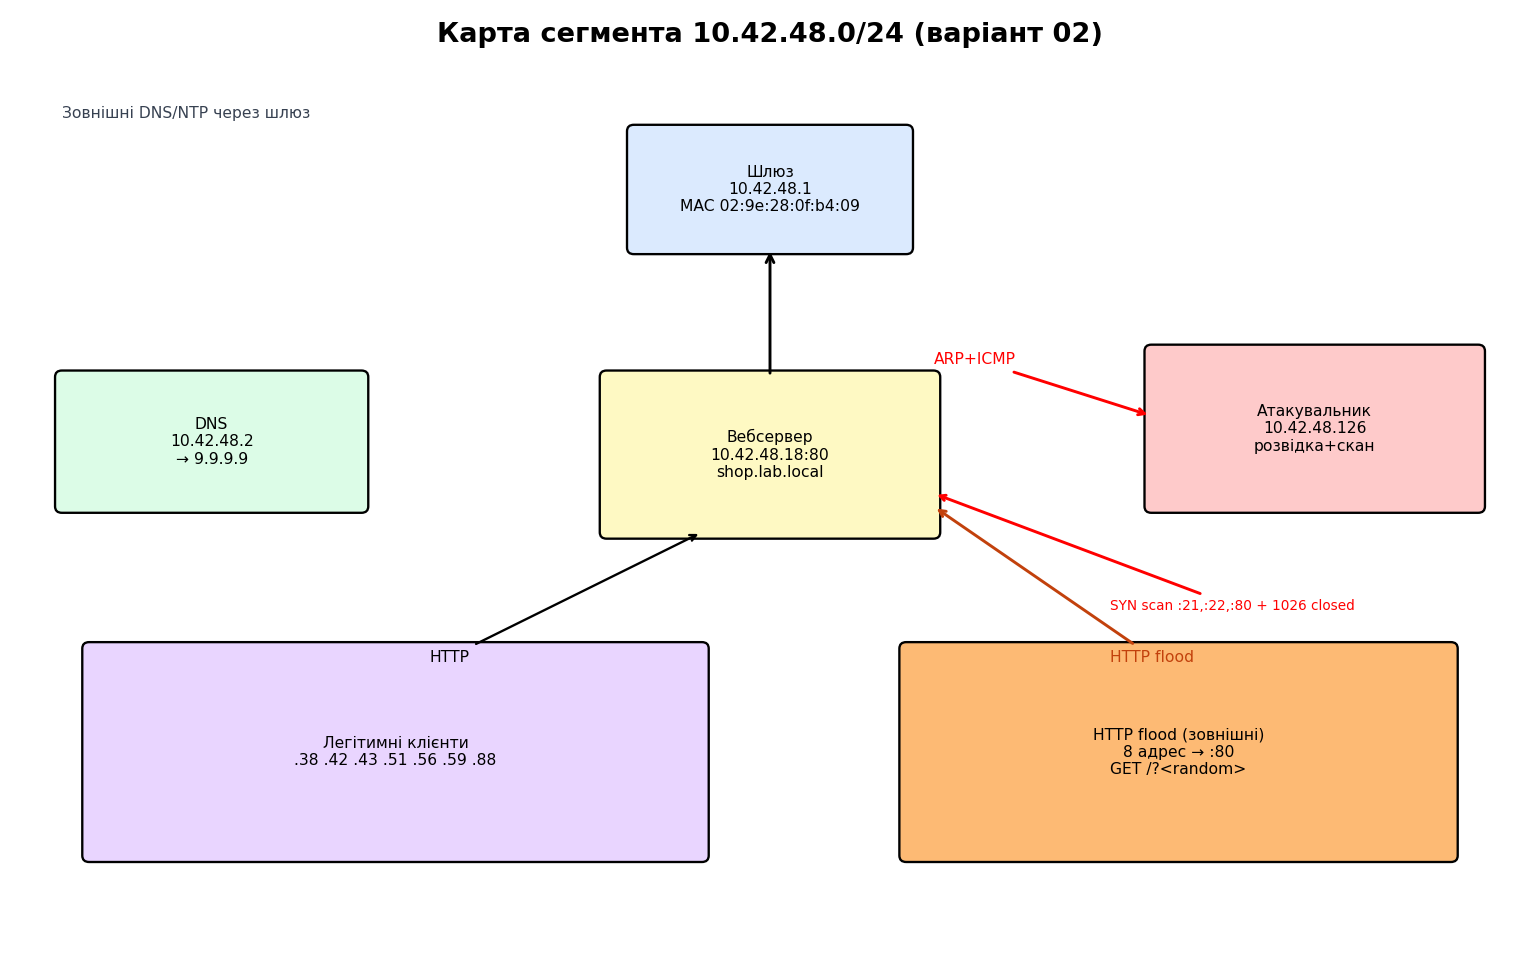 Карта сегмента 10.42.48.0/24 (варіант 02)
Зовнішні DNS/NTP через шлюз
Шлюз
10.42.48.1
MAC 02:9e:28:0f:b4:09
DNS
10.42.48.2
→ 9.9.9.9
Вебсервер
10.42.48.18:80
shop.lab.local
ARP+ICMP
Атакувальник
10.42.48.126
розвідка+скан
SYN scan :21,:22,:80 + 1026 closed
HTTP
Легітимні клієнти
.38 .42 .43 .51 .56 .59 .88
HTTP flood
HTTP flood (зовнішні)
8 адрес → :80
GET /?<random>